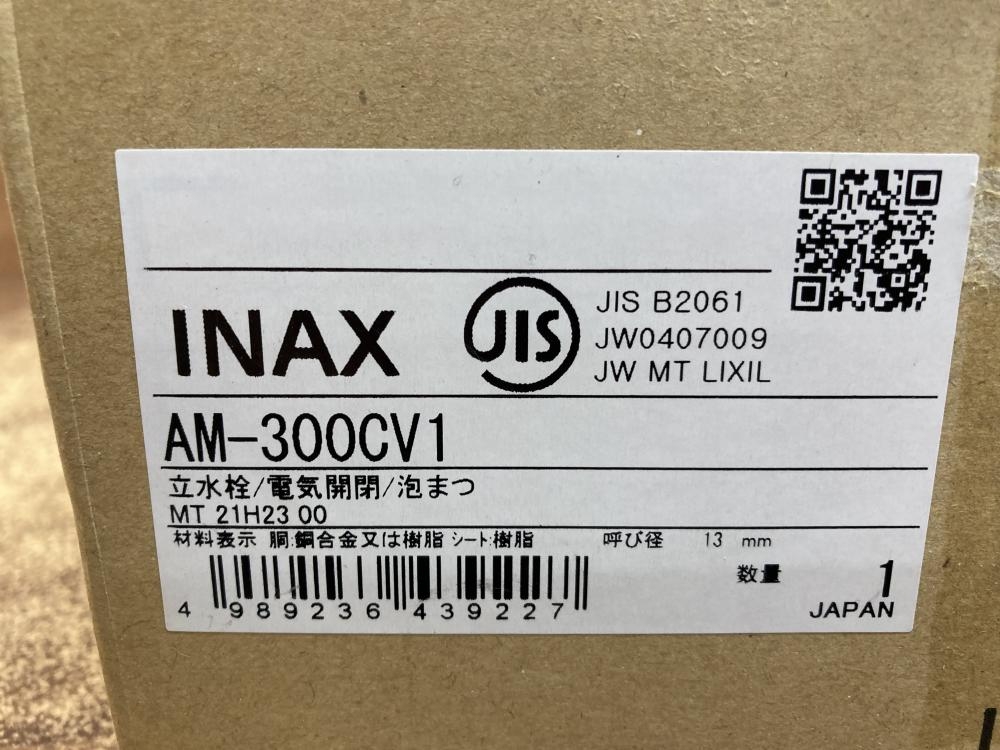 INAX
JIS
JIS B2061
JW0407009
JW MT LIXIL
AM-300CV1
立水栓/電気開閉/泡まつ
MT 21H23 00
材料表示 胴:銅合金又は樹脂 シート:樹脂 呼び径 13 mm
数量 1
4 989236 439227
JAPAN